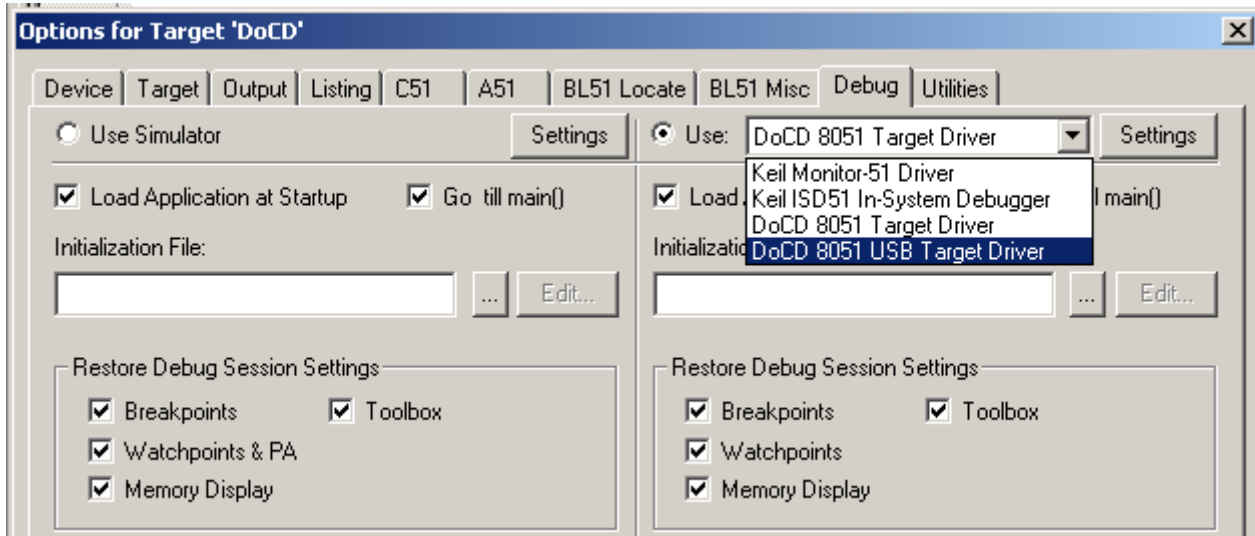 Options for Target 'DoCD'
Device Target Output Listing C51 A51 BL51 Locate BL51 Misc Debug Utilities
Use Simulator Settings
Load Application at Startup Go till main()
Initialization File:
... Edit...
Restore Debug Session Settings
Breakpoints Toolbox
Watchpoints & PA
Memory Display
Use: DoCD 8051 Target Driver Settings
Keil Monitor-51 Driver
Keil ISD51 In-System Debugger
DoCD 8051 Target Driver
DoCD 8051 USB Target Driver
Load main()
... Edit...
Restore Debug Session Settings
Breakpoints Toolbox
Watchpoints
Memory Display